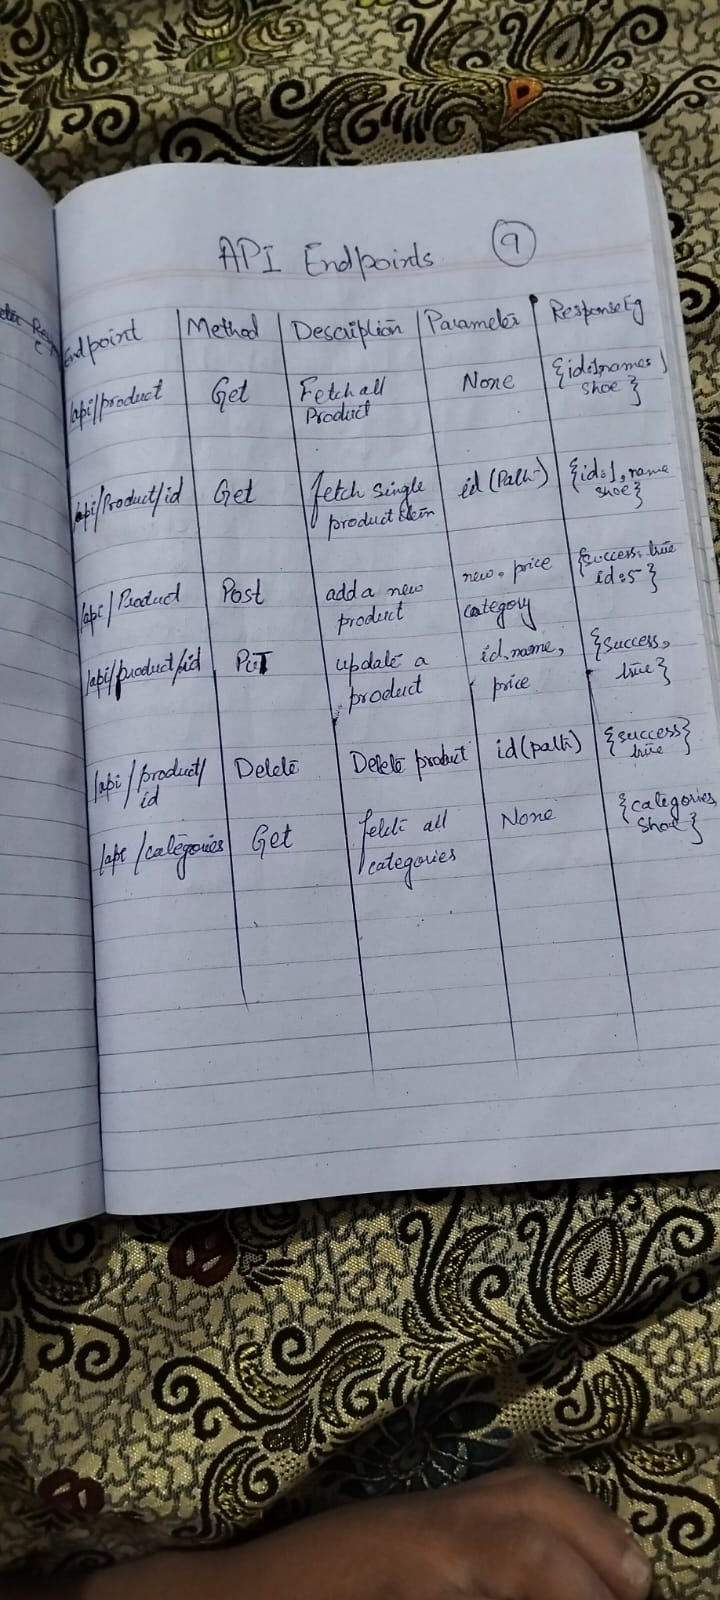 API Endpoints 9
Endpoint Method Description Parameter Response Eg
/api/product Get Fetch all None {id:1, name:
Product shoe}
/api/Product/id Get fetch single id (Path) {id:1, name
product shoe}
/api/Product Post add a new new. price {success: true
product category id:5}
/api/product/id PUT update a id, name, {success,
product price true}
/api/product/ Delete Delete product id (path) {success
id true}
/api/categories Get fetch all None {categories,
categories shoe}